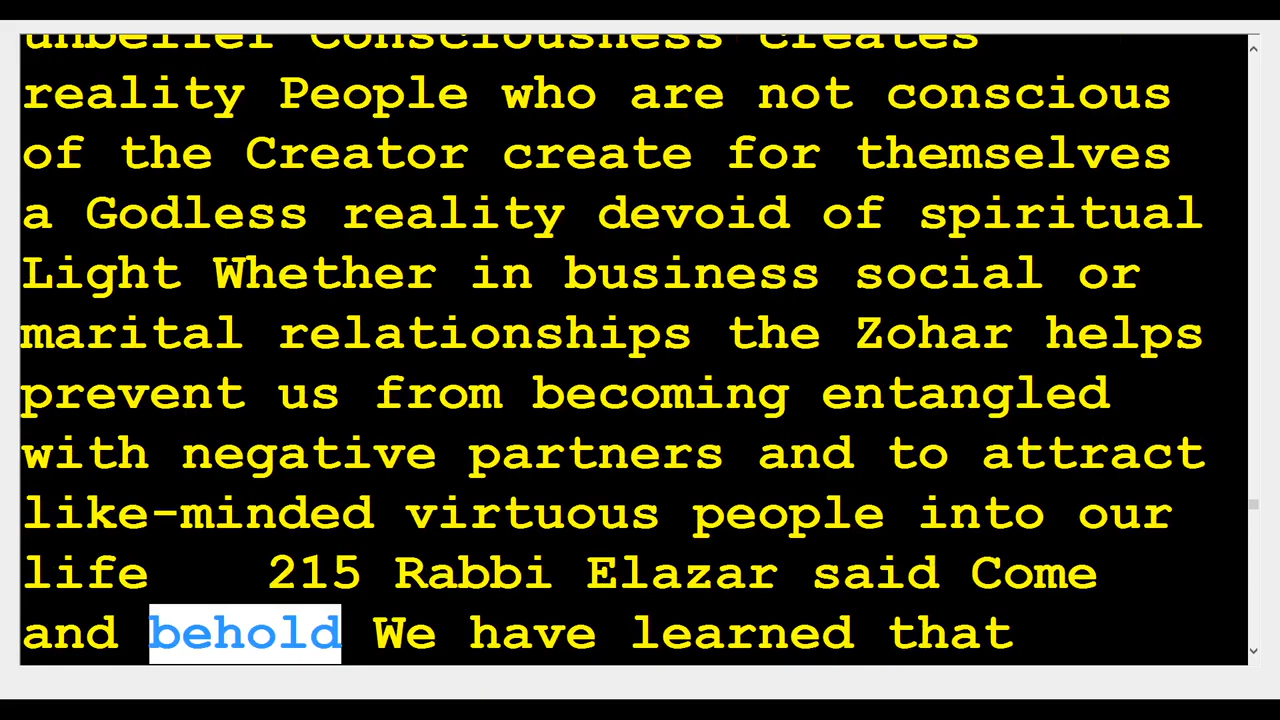 unbelief Consciousness creates
reality People who are not conscious
of the Creator create for themselves
a Godless reality devoid of spiritual
Light Whether in business social or
marital relationships the Zohar helps
prevent us from becoming entangled
with negative partners and to attract
like-minded virtuous people into our
life 215 Rabbi Elazar said Come
and behold We have learned that